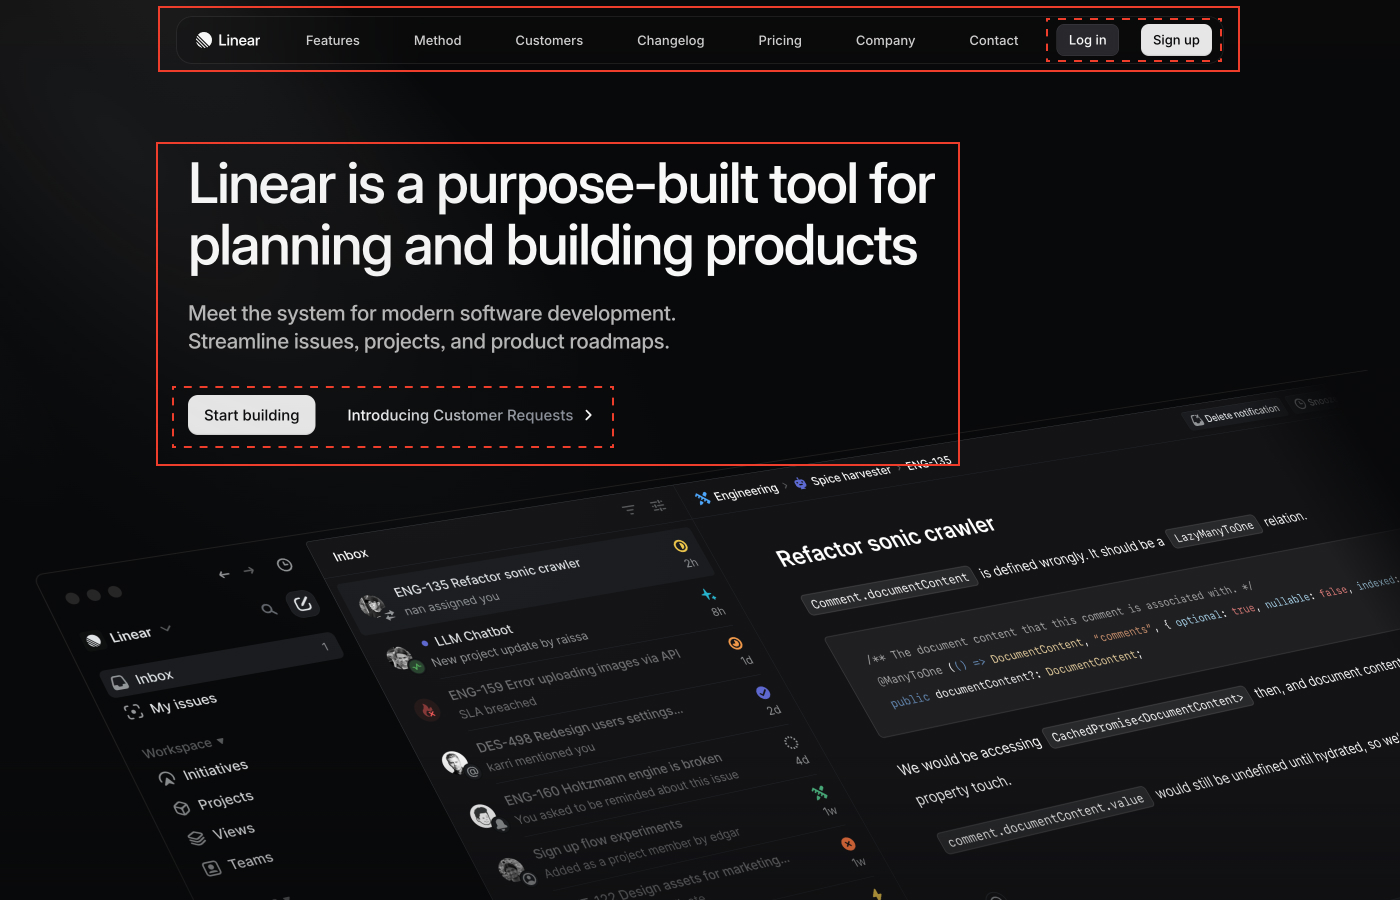 Linear
Features
Method
Customers
Changelog
Pricing
Company
Contact
Log in
Sign up
Linear is a purpose-built tool for
planning and building products
Meet the system for modern software development.
Streamline issues, projects, and product roadmaps.
Start building
Introducing Customer Requests
Linear
Inbox
1
My issues
Workspace
Initiatives
Projects
Views
Teams
Inbox
ENG-135 Refactor sonic crawler
nan assigned you
2h
LLM Chatbot
New project update by raissa
8h
ENG-159 Error uploading images via API
SLA breached
1d
DES-498 Redesign users settings...
karri mentioned you
2d
ENG-160 Holtzmann engine is broken
You asked to be reminded about this issue
4d
Sign up flow experiments
Added as a project member by edgar
1w
Design assets for marketing...
1w
Engineering › Spice harvester › ENG-135
Delete notification
Refactor sonic crawler
Comment.documentContent is defined wrongly. It should be a LazyManyToOne relation.
/** The document content that this comment is associated with. */
@ManyToOne (() => DocumentContent, "comments", { optional: true, nullable: false, indexed:
public documentContent?: DocumentContent;
We would be accessing CachedPromise<DocumentContent> then, and document content
property touch.
comment.documentContent.value would still be undefined until hydrated, so